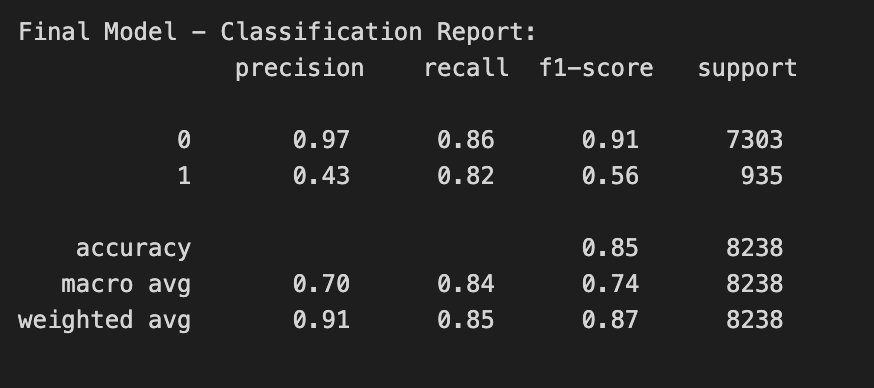 Final Model - Classification Report:
precision recall f1-score support
0 0.97 0.86 0.91 7303
1 0.43 0.82 0.56 935
accuracy 0.85 8238
macro avg 0.70 0.84 0.74 8238
weighted avg 0.91 0.85 0.87 8238